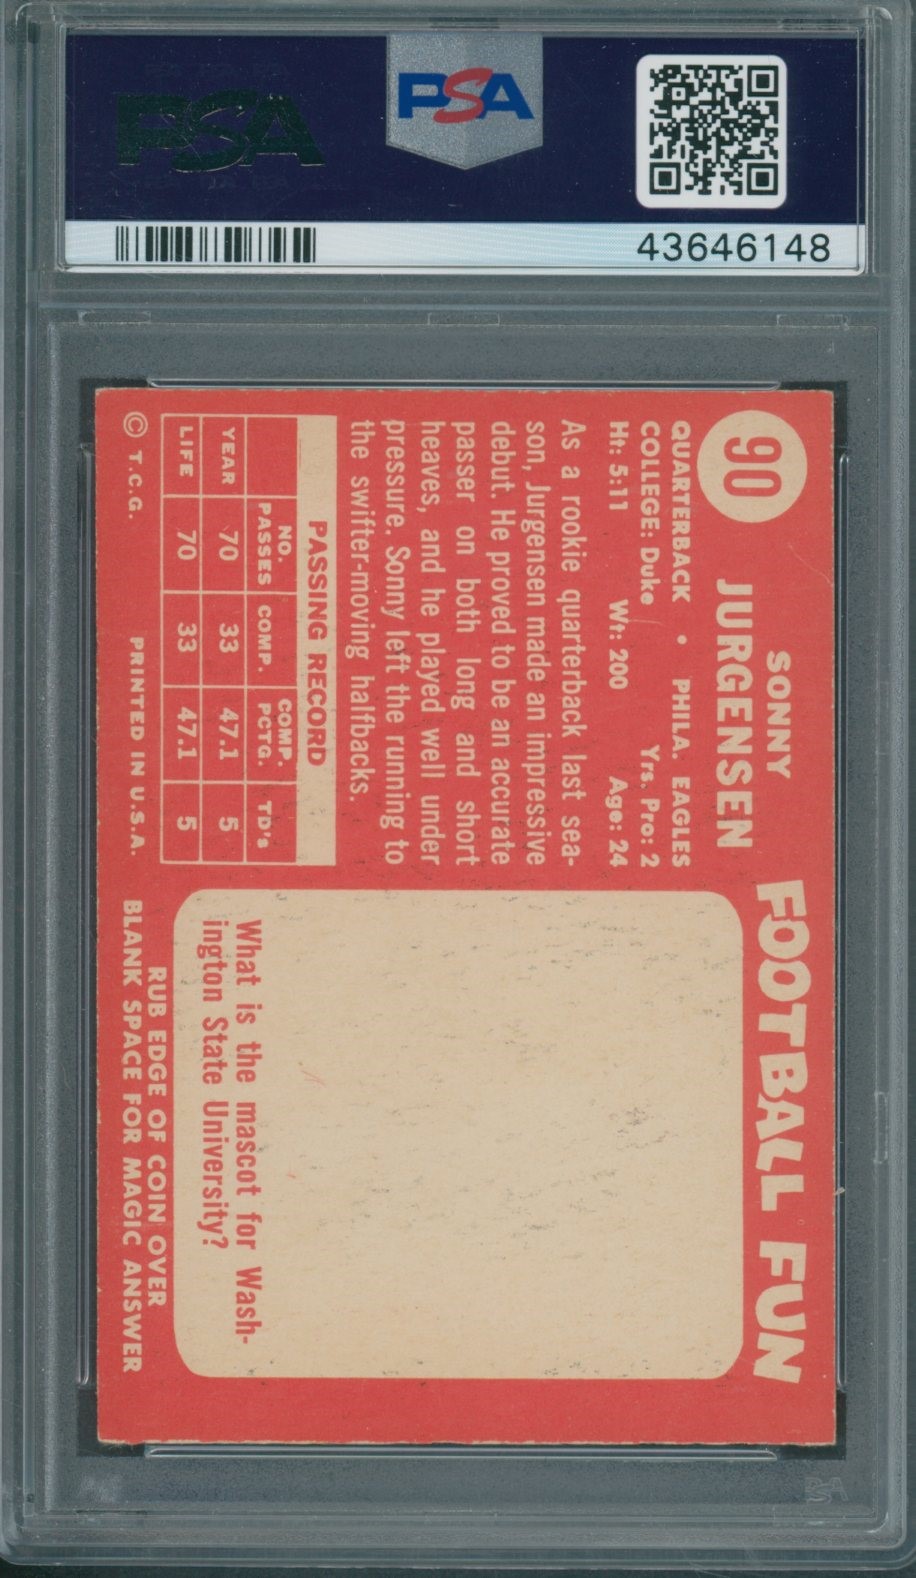 PSA
PSA
43646148
90
SONNY
JURGENSEN
QUARTERBACK • PHILA. EAGLES
COLLEGE: Duke Yrs. Pro: 2
Ht: 5:11 Wt: 200 Age: 24
As a rookie quarterback last sea-
son, Jurgensen made an impressive
debut. He proved to be an accurate
passer on both long and short
heaves, and he played well under
pressure. Sonny left the running to
the swifter-moving halfbacks.
PASSING RECORD
NO. PASSES COMP. COMP. PCTG. TD's
YEAR 70 33 47.1 5
LIFE 70 33 47.1 5
© T.C.G. PRINTED IN U.S.A.
FOOTBALL FUN
What is the mascot for Wash-
ington State University?
RUB EDGE OF COIN OVER
BLANK SPACE FOR MAGIC ANSWER